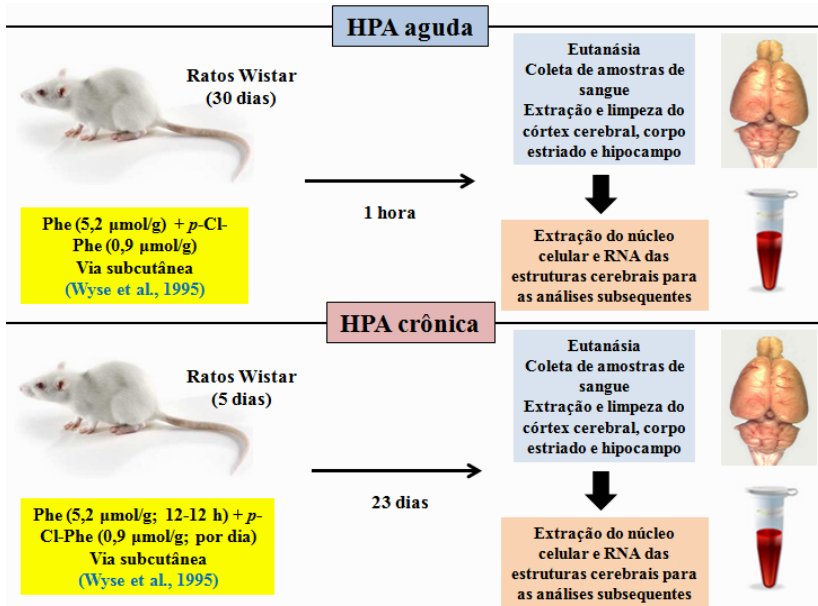 HPA aguda
Ratos Wistar
(30 dias)
Phe (5,2 µmol/g) + p-Cl-
Phe (0,9 µmol/g)
Via subcutânea
(Wyse et al., 1995)
1 hora
Eutanásia
Coleta de amostras de
sangue
Extração e limpeza do
córtex cerebral, corpo
estriado e hipocampo
Extração do núcleo
celular e RNA das
estruturas cerebrais para
as análises subsequentes
HPA crônica
Ratos Wistar
(5 dias)
Phe (5,2 µmol/g; 12-12 h) + p-
Cl-Phe (0,9 µmol/g; por dia)
Via subcutânea
(Wyse et al., 1995)
23 dias
Eutanásia
Coleta de amostras de
sangue
Extração e limpeza do
córtex cerebral, corpo
estriado e hipocampo
Extração do núcleo
celular e RNA das
estruturas cerebrais para
as análises subsequentes